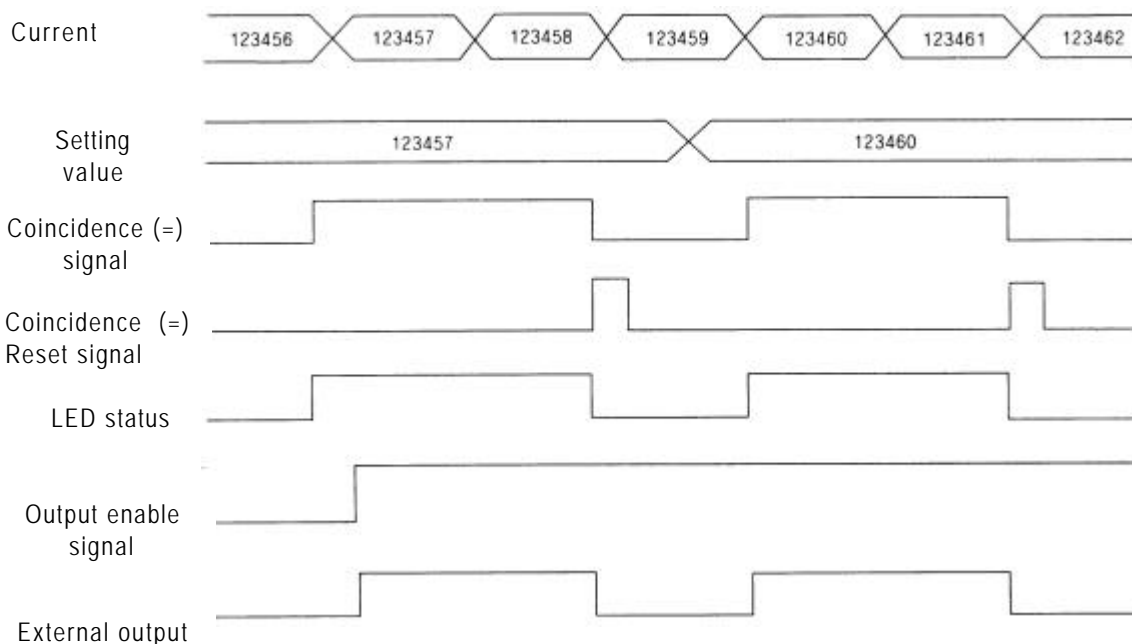 Current
123456 123457 123458 123459 123460 123461 123462
Setting
value
123457 123460
Coincidence (=)
signal
Coincidence (=)
Reset signal
LED status
Output enable
signal
External output